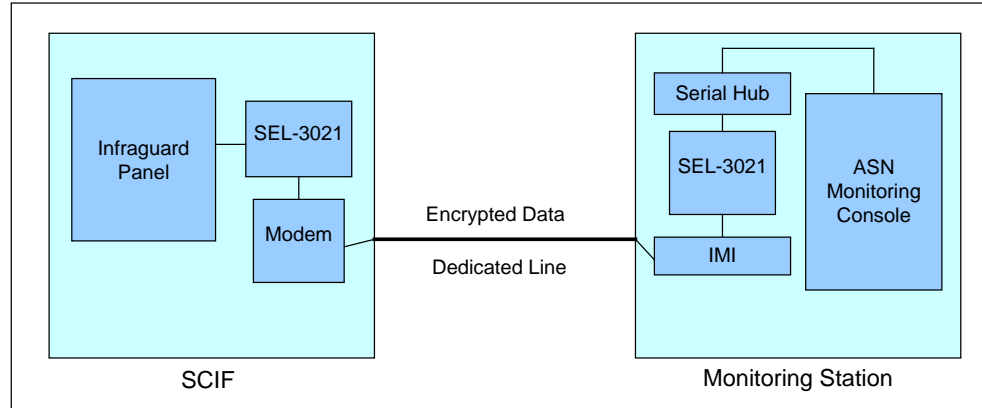 Infraguard
Panel
SEL-3021
Modem
SCIF
Encrypted Data
Dedicated Line
Serial Hub
SEL-3021
IMI
ASN
Monitoring
Console
Monitoring Station